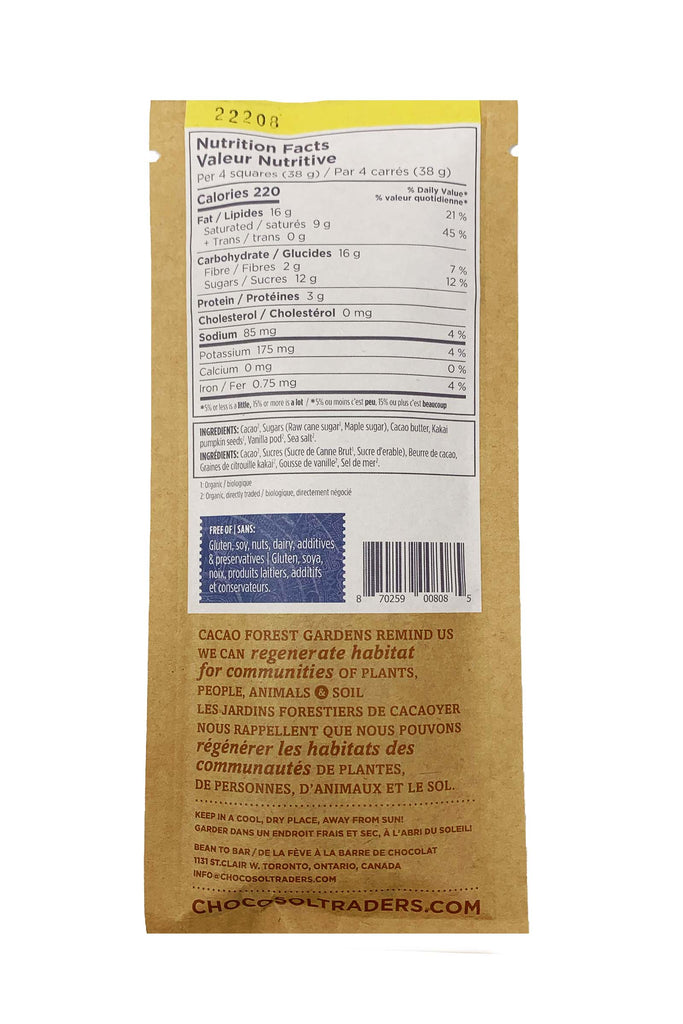 22208
Nutrition Facts
Valeur Nutritive
Per 4 squares (38 g) / Par 4 carrés (38 g)
Calories 220
% Daily Value*
% valeur quotidienne*
Fat / Lipides 16 g 21 %
Saturated / saturés 9 g
+ Trans / trans 0 g 45 %
Carbohydrate / Glucides 16 g
Fibre / Fibres 2 g 7 %
Sugars / Sucres 12 g 12 %
Protein / Protéines 3 g
Cholesterol / Cholestérol 0 mg
Sodium 85 mg 4 %
Potassium 175 mg 4 %
Calcium 0 mg 0 %
Iron / Fer 0.75 mg 4 %
*5% or less is a little, 15% or more is a lot / *5% ou moins c'est peu, 15% ou plus c'est beaucoup
INGREDIENTS: Cacao², Sugars (Raw cane sugar¹, Maple sugar), Cacao butter, Kakai
pumpkin seeds¹, Vanilla pod², Sea salt².
INGRÉDIENTS: Cacao², Sucres (Sucre de Canne Brut¹, Sucre d'erable), Beurre de cacao,
Graines de citrouille kakai¹, Gousse de vanille², Sel de mer².
1: Organic / biologique
2: Organic, directly traded / biologique, directement négocié
FREE OF | SANS:
Gluten, soy, nuts, dairy, additives
& preservatives | Gluten, soya,
noix, produits laitiers, additifs
et conservateurs.
8 70259 00808 5
CACAO FOREST GARDENS REMIND US
WE CAN regenerate habitat
for communities OF PLANTS,
PEOPLE, ANIMALS & SOIL
LES JARDINS FORESTIERS DE CACAOYER
NOUS RAPPELLENT QUE NOUS POUVONS
régénérer les habitats des
communautés DE PLANTES,
DE PERSONNES, D'ANIMAUX ET LE SOL.
KEEP IN A COOL, DRY PLACE, AWAY FROM SUN!
GARDER DANS UN ENDROIT FRAIS ET SEC, À L'ABRI DU SOLEIL!
BEAN TO BAR / DE LA FÈVE À LA BARRE DE CHOCOLAT
1131 ST.CLAIR W. TORONTO, ONTARIO, CANADA
INFO@CHOCOSOLTRADERS.COM
CHOCOSOLTRADERS.COM